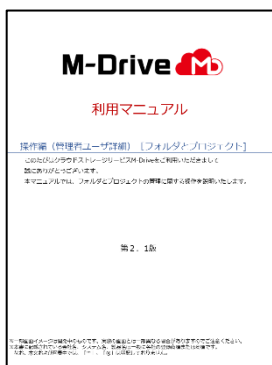 M-Drive
利用マニュアル
操作編（管理者ユーザ詳細）［フォルダとプロジェクト］
このたびはクラウドストレージサービスM-Driveをご利用いただきまして
誠にありがとうございます。
本マニュアルでは、フォルダとプロジェクトの管理に関する操作を説明いたします。
第2．1版